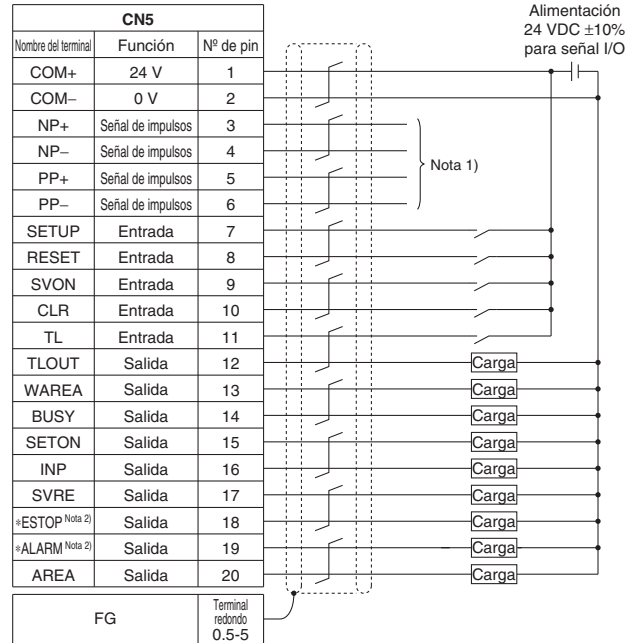 Alimentación
24 VDC ±10%
para señal I/O
CN5
Nombre del terminal Función Nº de pin
COM+ 24 V 1
COM− 0 V 2
NP+ Señal de impulsos 3
NP− Señal de impulsos 4
PP+ Señal de impulsos 5
PP− Señal de impulsos 6
Nota 1)
SETUP Entrada 7
RESET Entrada 8
SVON Entrada 9
CLR Entrada 10
TL Entrada 11
TLOUT Salida 12 Carga
WAREA Salida 13 Carga
BUSY Salida 14 Carga
SETON Salida 15 Carga
INP Salida 16 Carga
SVRE Salida 17 Carga
*ESTOP Nota 2) Salida 18 Carga
*ALARM Nota 2) Salida 19 Carga
AREA Salida 20 Carga
FG Terminal
redondo
0.5-5